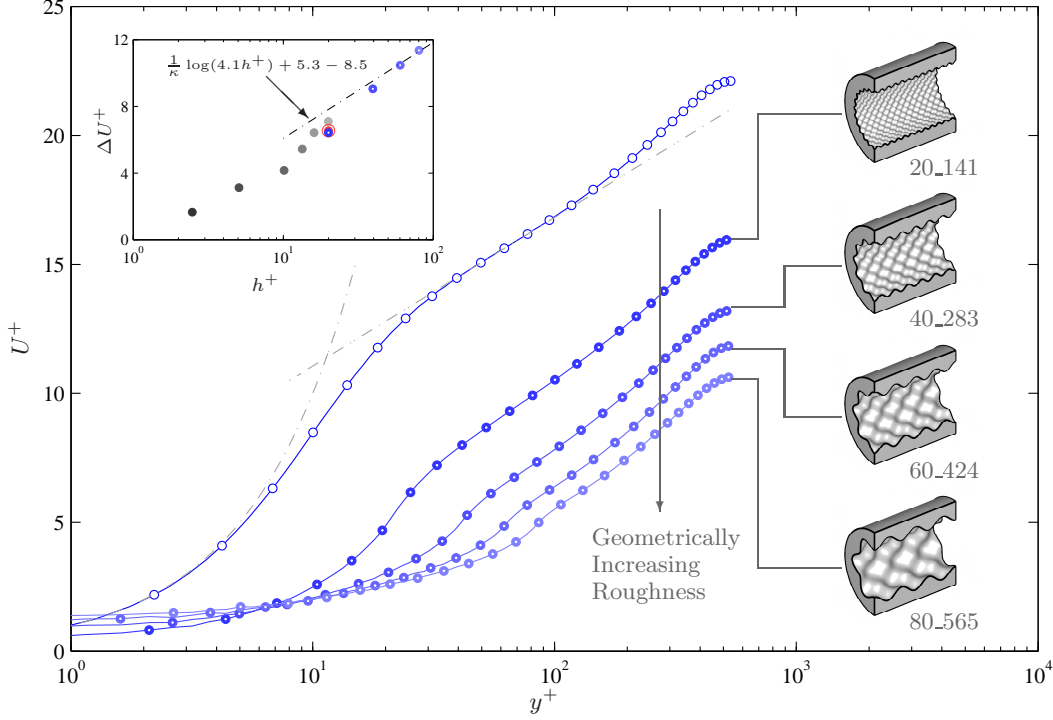 25
20
15
10
5
0
U⁺
10⁰
10¹
10²
10³
10⁴
y⁺
12
8
4
0
ΔU⁺
10⁰
10¹
10²
h⁺
1/κ log(4.1h⁺) + 5.3 − 8.5
Geometrically
Increasing
Roughness
20_141
40_283
60_424
80_565